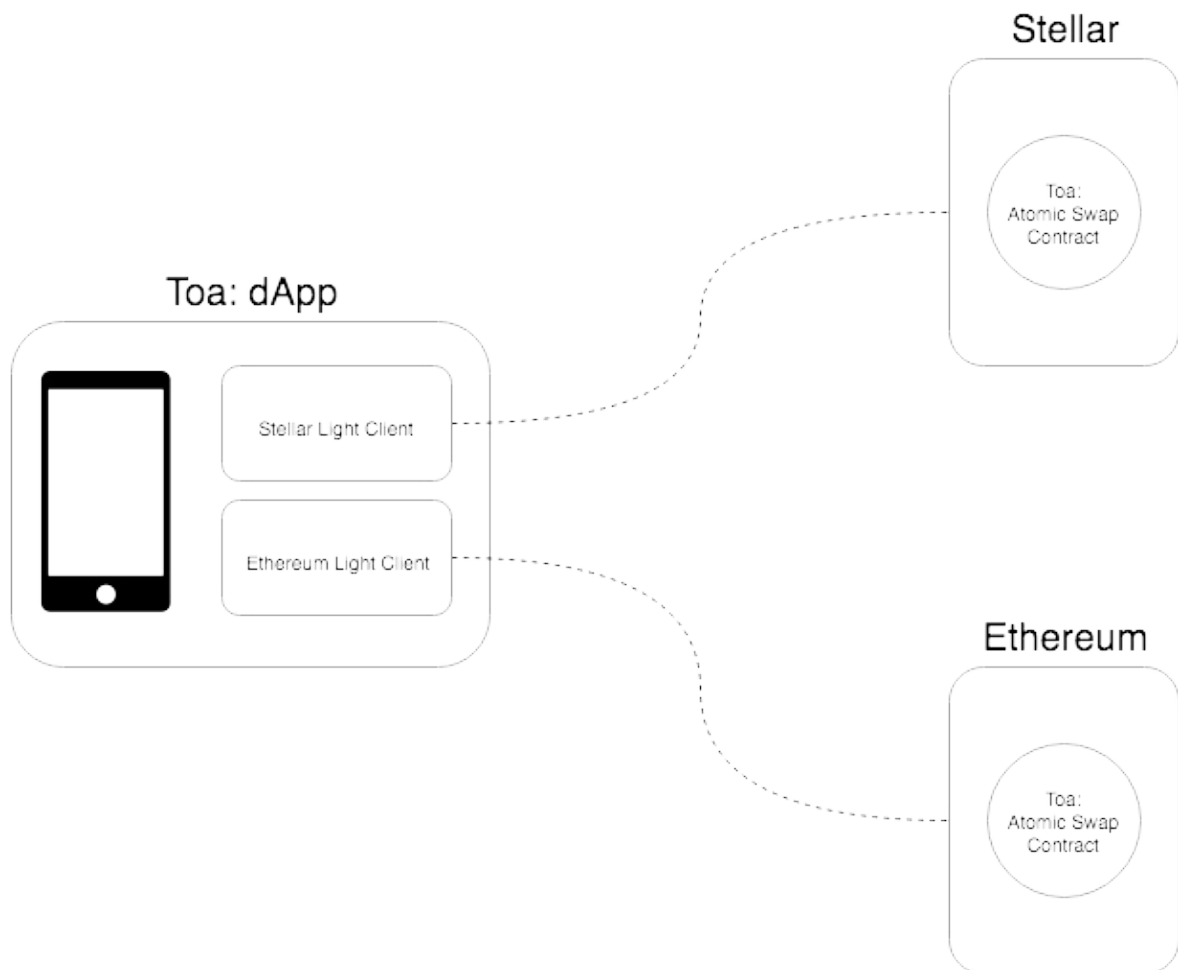 Stellar
Toa:
Atomic Swap
Contract
Toa: dApp
Stellar Light Client
Ethereum Light Client
Ethereum
Toa:
Atomic Swap
Contract